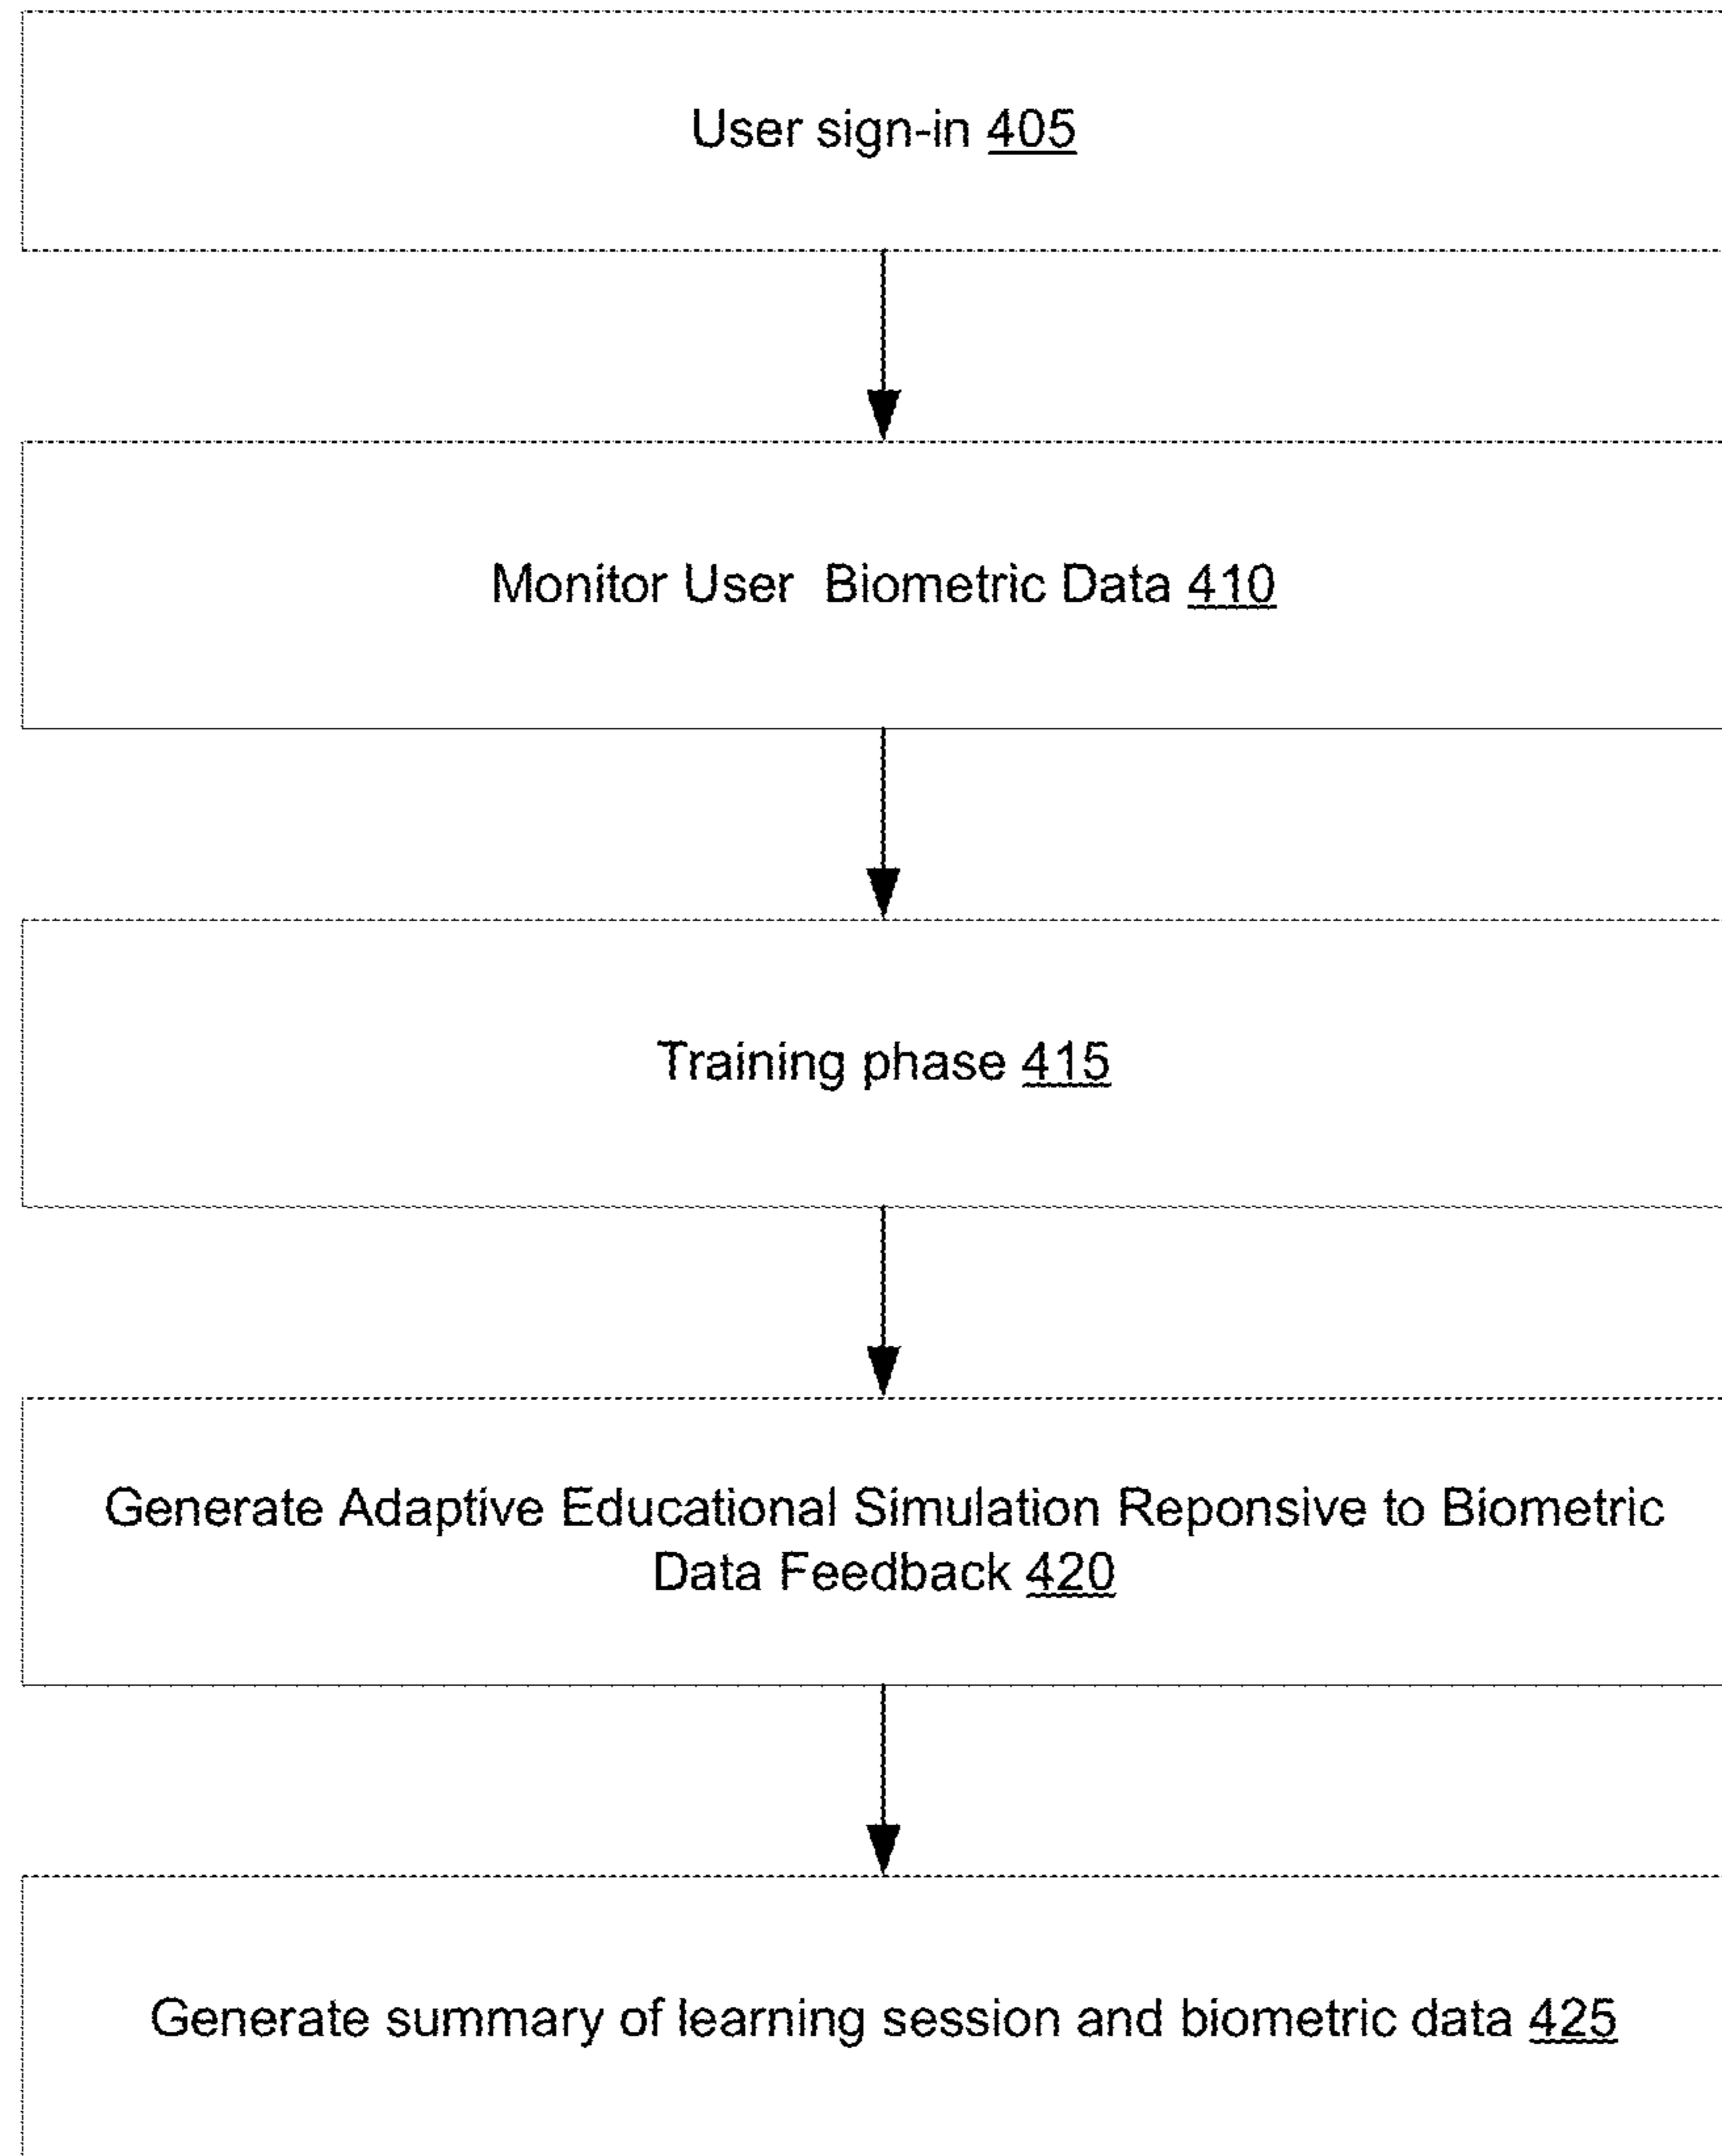 User sign-in 405
Monitor User  Biometric Data 410
Training phase 415
Generate Adaptive Educational Simulation Reponsive to Biometric
Data Feedback 420
Generate summary of learning session and biometric data 425